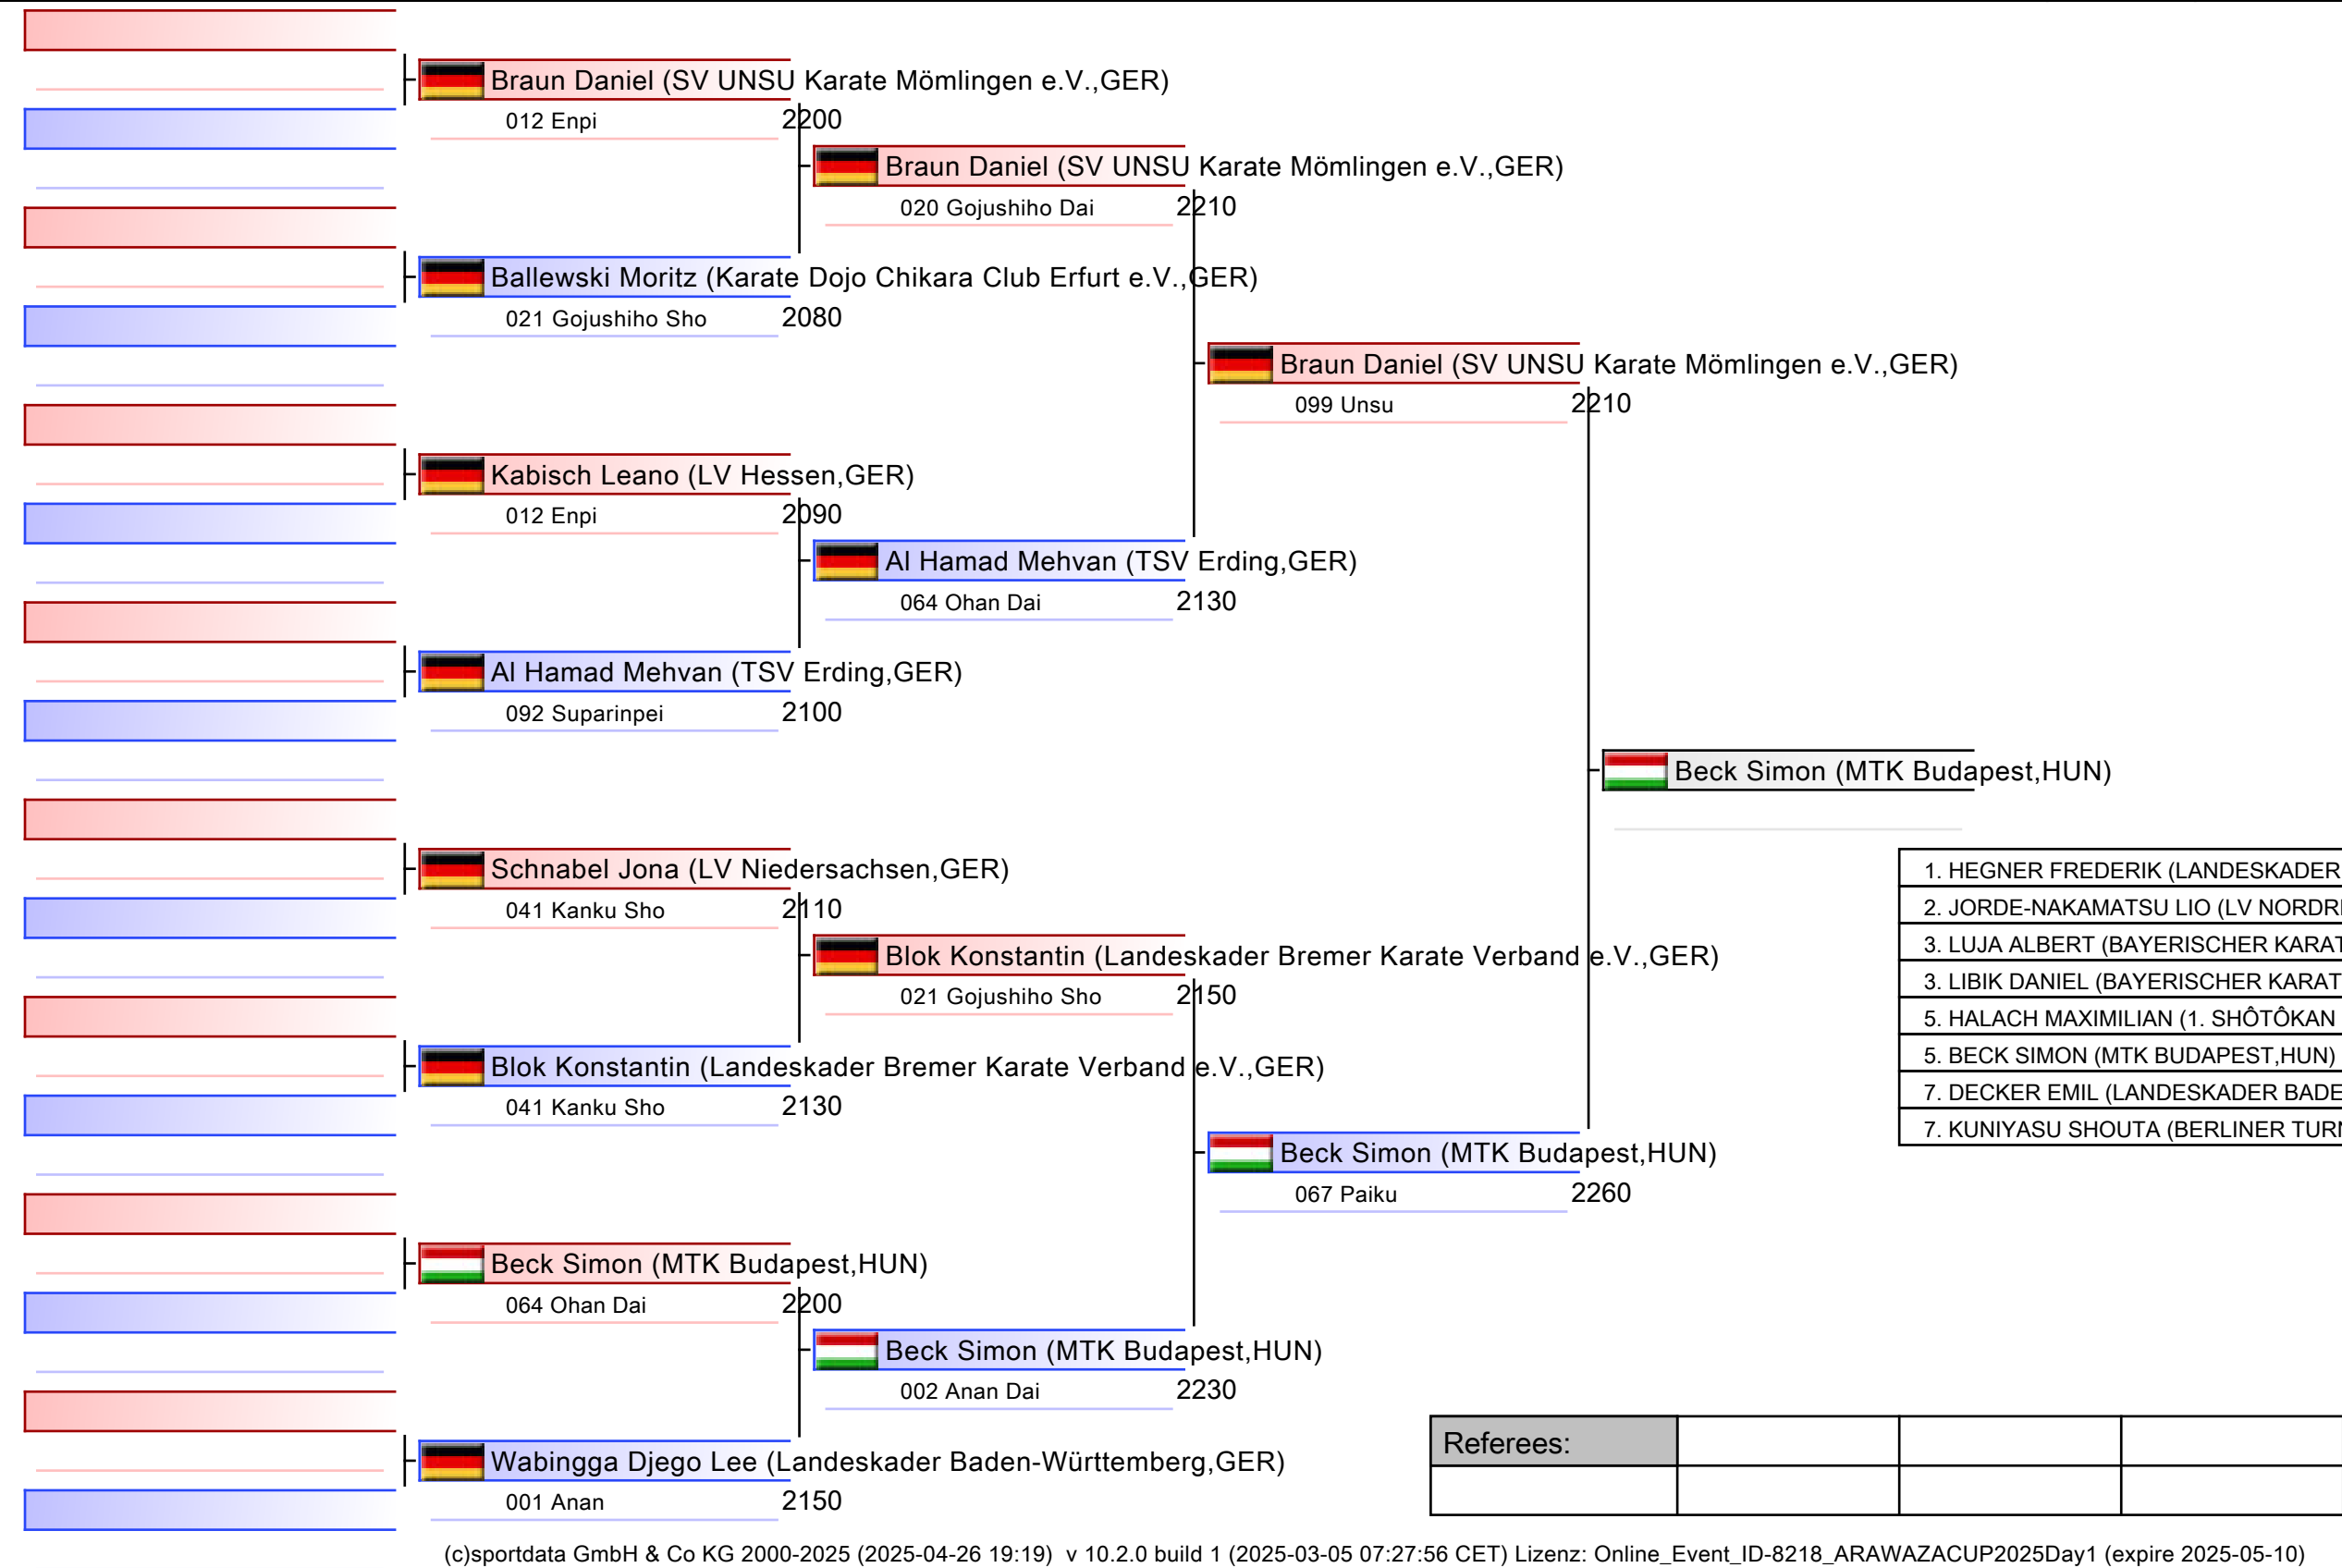 Braun Daniel (SV UNSU Karate Mömlingen e.V.,GER)
012 Enpi 2200
Braun Daniel (SV UNSU Karate Mömlingen e.V.,GER)
020 Gojushiho Dai 2210
Ballewski Moritz (Karate Dojo Chikara Club Erfurt e.V.,GER)
021 Gojushiho Sho 2080
Braun Daniel (SV UNSU Karate Mömlingen e.V.,GER)
099 Unsu 2210
Kabisch Leano (LV Hessen,GER)
012 Enpi 2090
Al Hamad Mehvan (TSV Erding,GER)
064 Ohan Dai 2130
Al Hamad Mehvan (TSV Erding,GER)
092 Suparinpei 2100
Beck Simon (MTK Budapest,HUN)
Schnabel Jona (LV Niedersachsen,GER)
041 Kanku Sho 2110
Blok Konstantin (Landeskader Bremer Karate Verband e.V.,GER)
021 Gojushiho Sho 2150
Blok Konstantin (Landeskader Bremer Karate Verband e.V.,GER)
041 Kanku Sho 2130
Beck Simon (MTK Budapest,HUN)
067 Paiku 2260
Beck Simon (MTK Budapest,HUN)
064 Ohan Dai 2200
Beck Simon (MTK Budapest,HUN)
002 Anan Dai 2230
Wabingga Djego Lee (Landeskader Baden-Württemberg,GER)
001 Anan 2150
1. HEGNER FREDERIK (LANDESKADER
2. JORDE-NAKAMATSU LIO (LV NORDR
3. LUJA ALBERT (BAYERISCHER KARAT
3. LIBIK DANIEL (BAYERISCHER KARAT
5. HALACH MAXIMILIAN (1. SHÔTÔKAN
5. BECK SIMON (MTK BUDAPEST,HUN)
7. DECKER EMIL (LANDESKADER BADE
7. KUNIYASU SHOUTA (BERLINER TURN
Referees:
(c)sportdata GmbH & Co KG 2000-2025 (2025-04-26 19:19) v 10.2.0 build 1 (2025-03-05 07:27:56 CET) Lizenz: Online_Event_ID-8218_ARAWAZACUP2025Day1 (expire 2025-05-10)